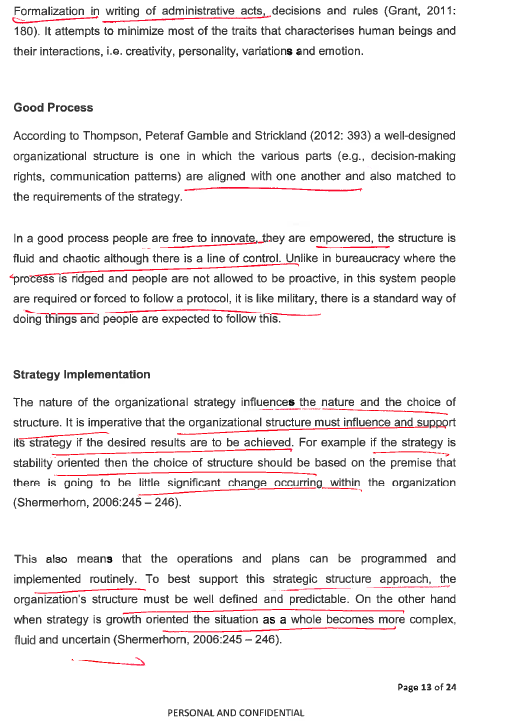 Formalization in writing of administrative acts, decisions and rules (Grant, 2011:
180). It attempts to minimize most of the traits that characterises human beings and
their interactions, i.e. creativity, personality, variations and emotion.
Good Process
According to Thompson, Peteraf Gamble and Strickland (2012: 393) a well-designed
organizational structure is one in which the various parts (e.g., decision-making
rights, communication patterns) are aligned with one another and also matched to
the requirements of the strategy.
In a good process people are free to innovate, they are empowered, the structure is
fluid and chaotic although there is a line of control. Unlike in bureaucracy where the
process is ridged and people are not allowed to be proactive, in this system people
are required or forced to follow a protocol, it is like military, there is a standard way of
doing things and people are expected to follow this.
Strategy Implementation
The nature of the organizational strategy influences the nature and the choice of
structure. It is imperative that the organizational structure must influence and support
its strategy if the desired results are to be achieved. For example if the strategy is
stability oriented then the choice of structure should be based on the premise that
there is going to be little significant change occurring within the organization
(Shermerhorn, 2006:245 – 246).
This also means that the operations and plans can be programmed and
implemented routinely. To best support this strategic structure approach, the
organization's structure must be well defined and predictable. On the other hand
when strategy is growth oriented the situation as a whole becomes more complex,
fluid and uncertain (Shermerhorn, 2006:245 – 246).
Page 13 of 24
PERSONAL AND CONFIDENTIAL